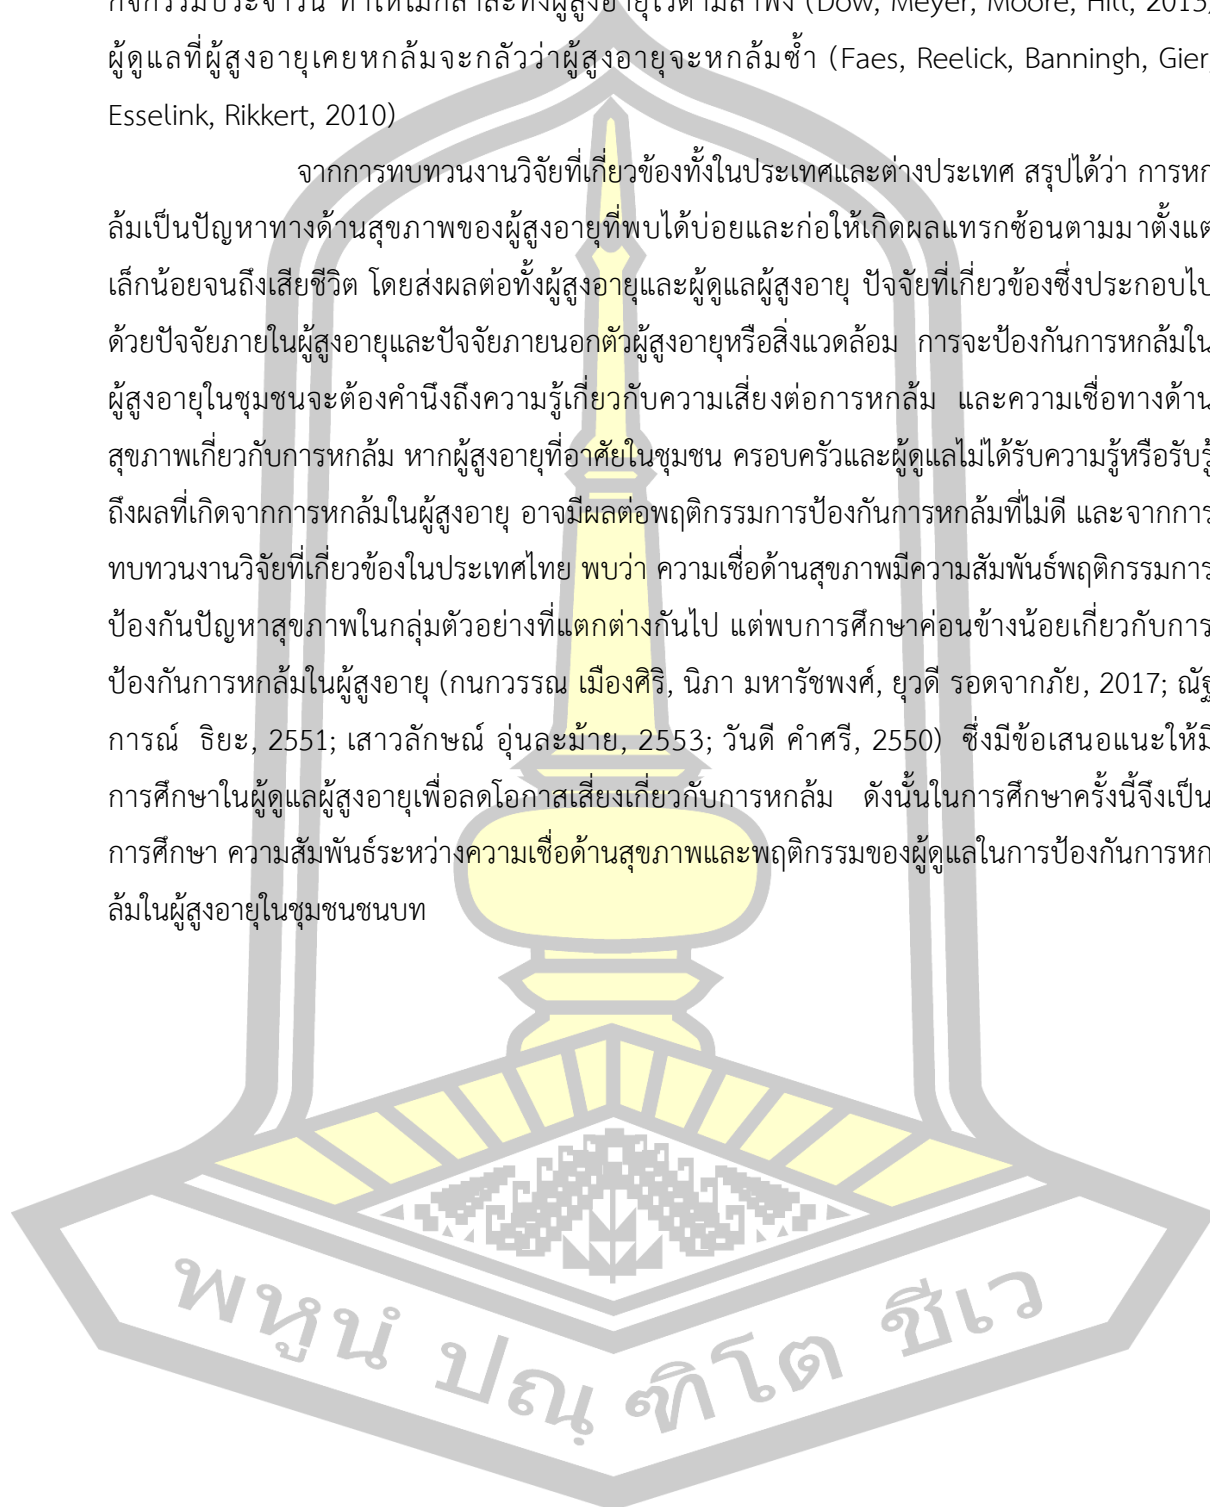 กิจกรรมประจำวัน ทำให้ไม่กล้าละทิ้งผู้สูงอายุไว้ตามลำพัง (Dow, Meyer, Moore, Hill, 2013)
ผู้ดูแลที่ผู้สูงอายุเคยหกล้มจะกลัวว่าผู้สูงอายุจะหกล้มซ้ำ (Faes, Reelick, Banningh, Gier,
Esselink, Rikkert, 2010)
จากการทบทวนงานวิจัยที่เกี่ยวข้องทั้งในประเทศและต่างประเทศ สรุปได้ว่า การหก
ล้มเป็นปัญหาทางด้านสุขภาพของผู้สูงอายุที่พบได้บ่อยและก่อให้เกิดผลแทรกซ้อนตามมาตั้งแต่
เล็กน้อยจนถึงเสียชีวิต โดยส่งผลต่อทั้งผู้สูงอายุและผู้ดูแลผู้สูงอายุ ปัจจัยที่เกี่ยวข้องซึ่งประกอบไป
ด้วยปัจจัยภายในผู้สูงอายุและปัจจัยภายนอกตัวผู้สูงอายุหรือสิ่งแวดล้อม การจะป้องกันการหกล้มใน
ผู้สูงอายุในชุมชนจะต้องคำนึงถึงความรู้เกี่ยวกับความเสี่ยงต่อการหกล้ม และความเชื่อทางด้าน
สุขภาพเกี่ยวกับการหกล้ม หากผู้สูงอายุที่อาศัยในชุมชน ครอบครัวและผู้ดูแลไม่ได้รับความรู้หรือรับรู้
ถึงผลที่เกิดจากการหกล้มในผู้สูงอายุ อาจมีผลต่อพฤติกรรมการป้องกันการหกล้มที่ไม่ดี และจากการ
ทบทวนงานวิจัยที่เกี่ยวข้องในประเทศไทย พบว่า ความเชื่อด้านสุขภาพมีความสัมพันธ์พฤติกรรมการ
ป้องกันปัญหาสุขภาพในกลุ่มตัวอย่างที่แตกต่างกันไป แต่พบการศึกษาค่อนข้างน้อยเกี่ยวกับการ
ป้องกันการหกล้มในผู้สูงอายุ (กนกวรรณ เมืองศิริ, นิภา มหารัชพงศ์, ยุวดี รอดจากภัย, 2017; ณัฐ
การณ์ ธิยะ, 2551; เสาวลักษณ์ อุ่นละม้าย, 2553; วันดี คำศรี, 2550) ซึ่งมีข้อเสนอแนะให้มี
การศึกษาในผู้ดูแลผู้สูงอายุเพื่อลดโอกาสเสี่ยงเกี่ยวกับการหกล้ม ดังนั้นในการศึกษาครั้งนี้จึงเป็น
การศึกษา ความสัมพันธ์ระหว่างความเชื่อด้านสุขภาพและพฤติกรรมของผู้ดูแลในการป้องกันการหก
ล้มในผู้สูงอายุในชุมชนชนบท
พหูนํ ปณฺฑิโต ชีเว